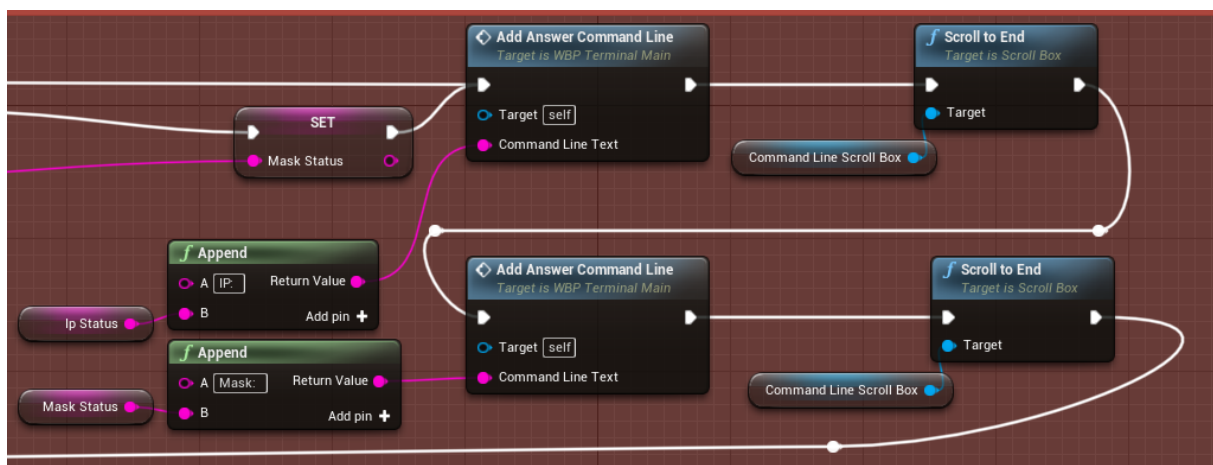 Add Answer Command Line
Target is WBP Terminal Main
Target self
Command Line Text
Scroll to End
Target is Scroll Box
Target
Command Line Scroll Box
SET
Mask Status
Append
A IP: Return Value
B
Add pin
Ip Status
Append
A Mask: Return Value
B
Add pin
Mask Status
Add Answer Command Line
Target is WBP Terminal Main
Target self
Command Line Text
Scroll to End
Target is Scroll Box
Target
Command Line Scroll Box